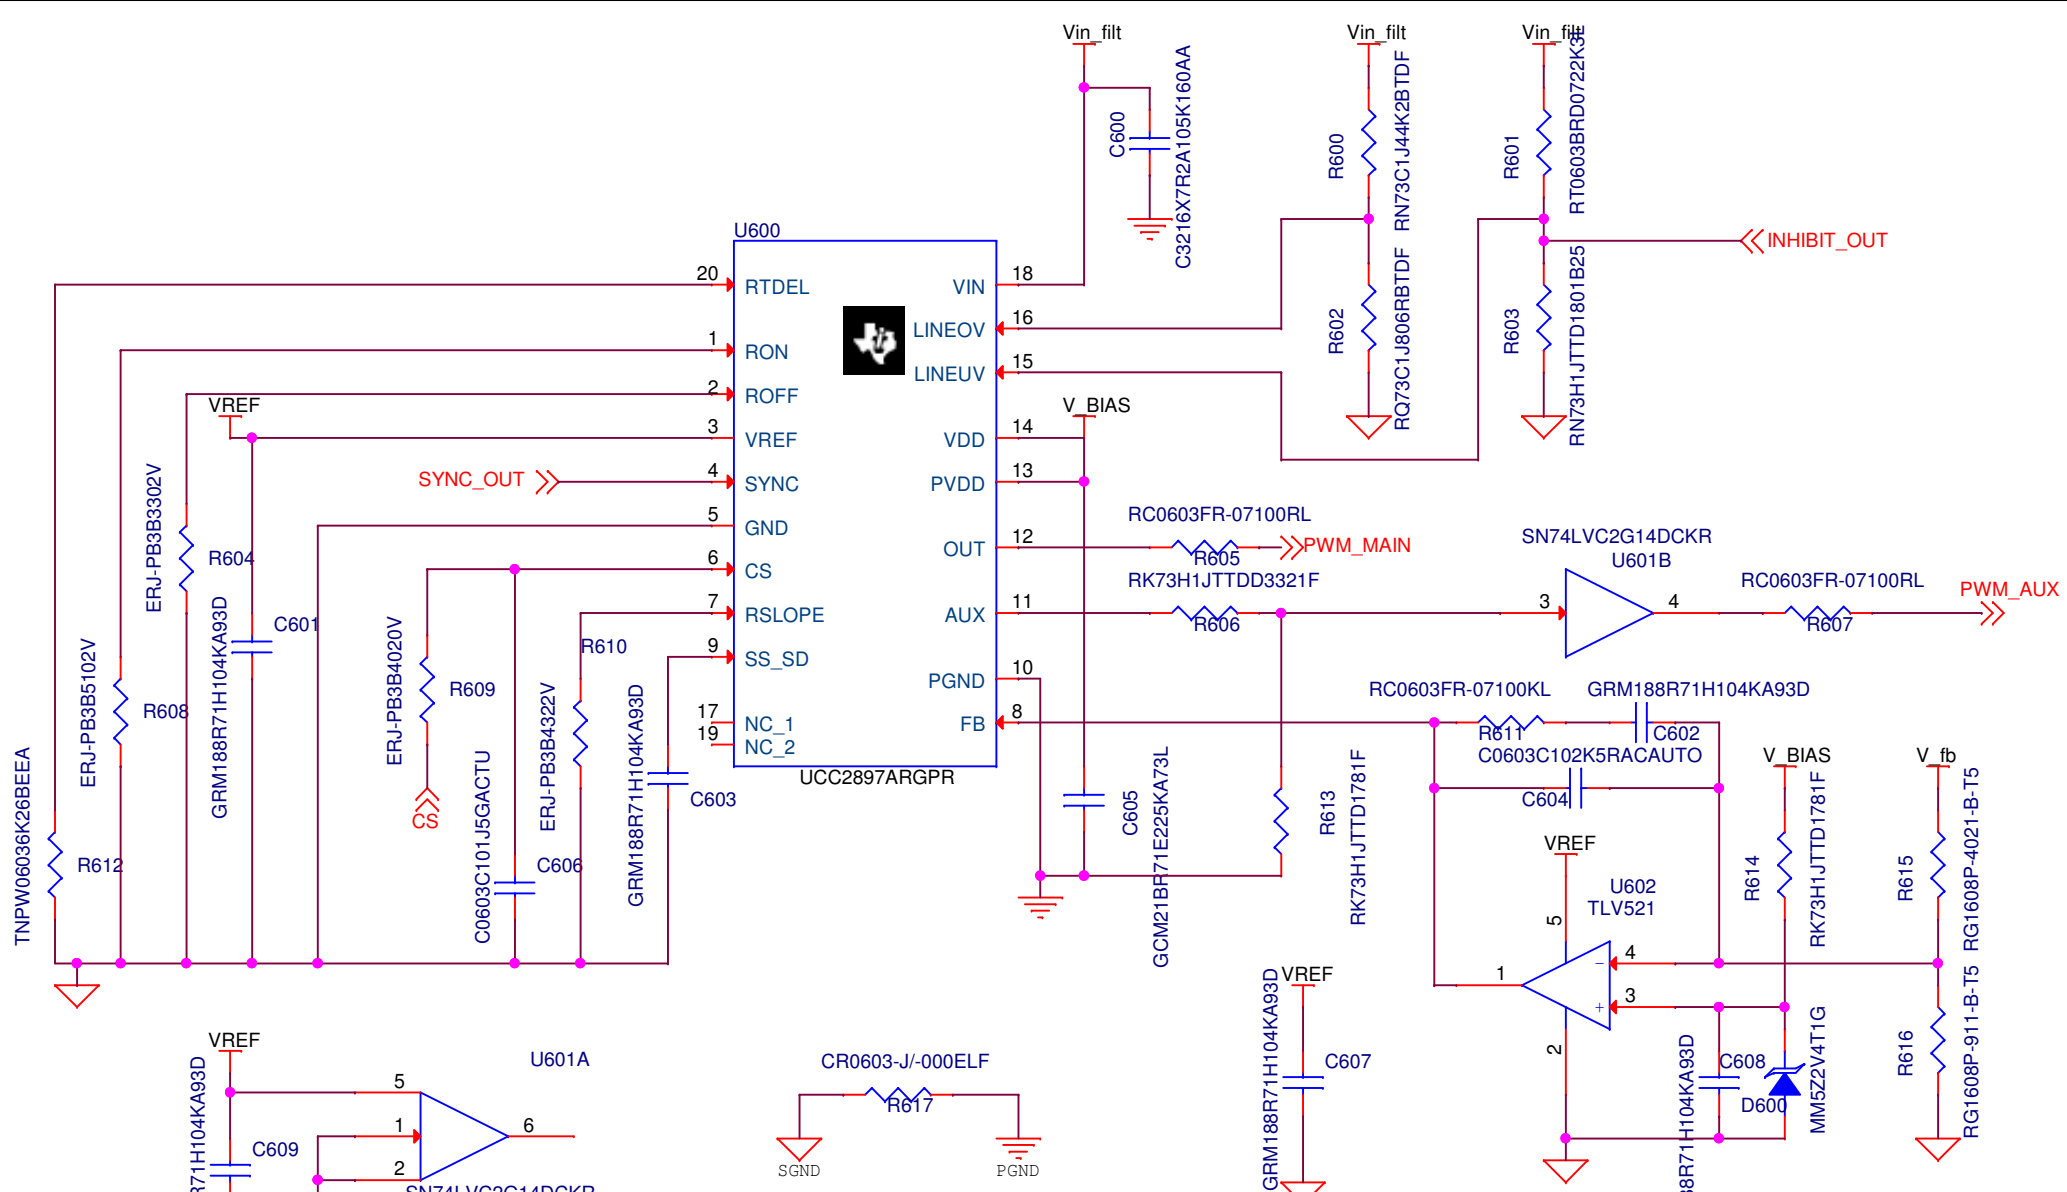 Vin_filt
Vin_filt
Vin_filt
C600
C3216X7R2A105K160AA
R600
RN73C1J44K2BTDF
R601
RT0603BRD0722K3L
INHIBIT_OUT
R602
RQ73C1J806RBTDF
R603
RN73H1JTTD1801B25
U600
20
RTDEL
1
RON
2
ROFF
3
VREF
4
SYNC
5
GND
6
CS
7
RSLOPE
9
SS_SD
17
NC_1
19
NC_2
VIN
18
LINEOV
16
LINEUV
15
VDD
14
PVDD
13
OUT
12
AUX
11
PGND
10
FB
8
UCC2897ARGPR
VREF
SYNC_OUT
V_BIAS
ERJ-PB3B3302V
R604
GRM188R71H104KA93D
C601
ERJ-PB3B5102V
R608
TNPW06036K26BEEA
R612
ERJ-PB3B4020V
R609
CS
C0603C101J5GACTU
C606
ERJ-PB3B4322V
R610
GRM188R71H104KA93D
C603
RC0603FR-07100RL
R605
PWM_MAIN
RK73H1JTTDD3321F
R606
SN74LVC2G14DCKR
U601B
3
4
RC0603FR-07100RL
R607
PWM_AUX
C605
GCM21BR71E225KA73L
R613
RK73H1JTTD1781F
RC0603FR-07100KL
R611
GRM188R71H104KA93D
C602
C0603C102K5RACAUTO
C604
V_BIAS
V_fb
VREF
U602
TLV521
5
1
4
-
3
+
2
R614
RK73H1JTTD1781F
R615
RG1608P-4021-B-T5
R616
RG1608P-911-B-T5
C608
38R71H104KA93D
D600
MM5Z2V4T1G
VREF
GRM188R71H104KA93D
C607
VREF
R71H104KA93D
C609
U601A
5
1
2
6
SN74LVC2G14DCKR
CR0603-J/-000ELF
R617
SGND
PGND